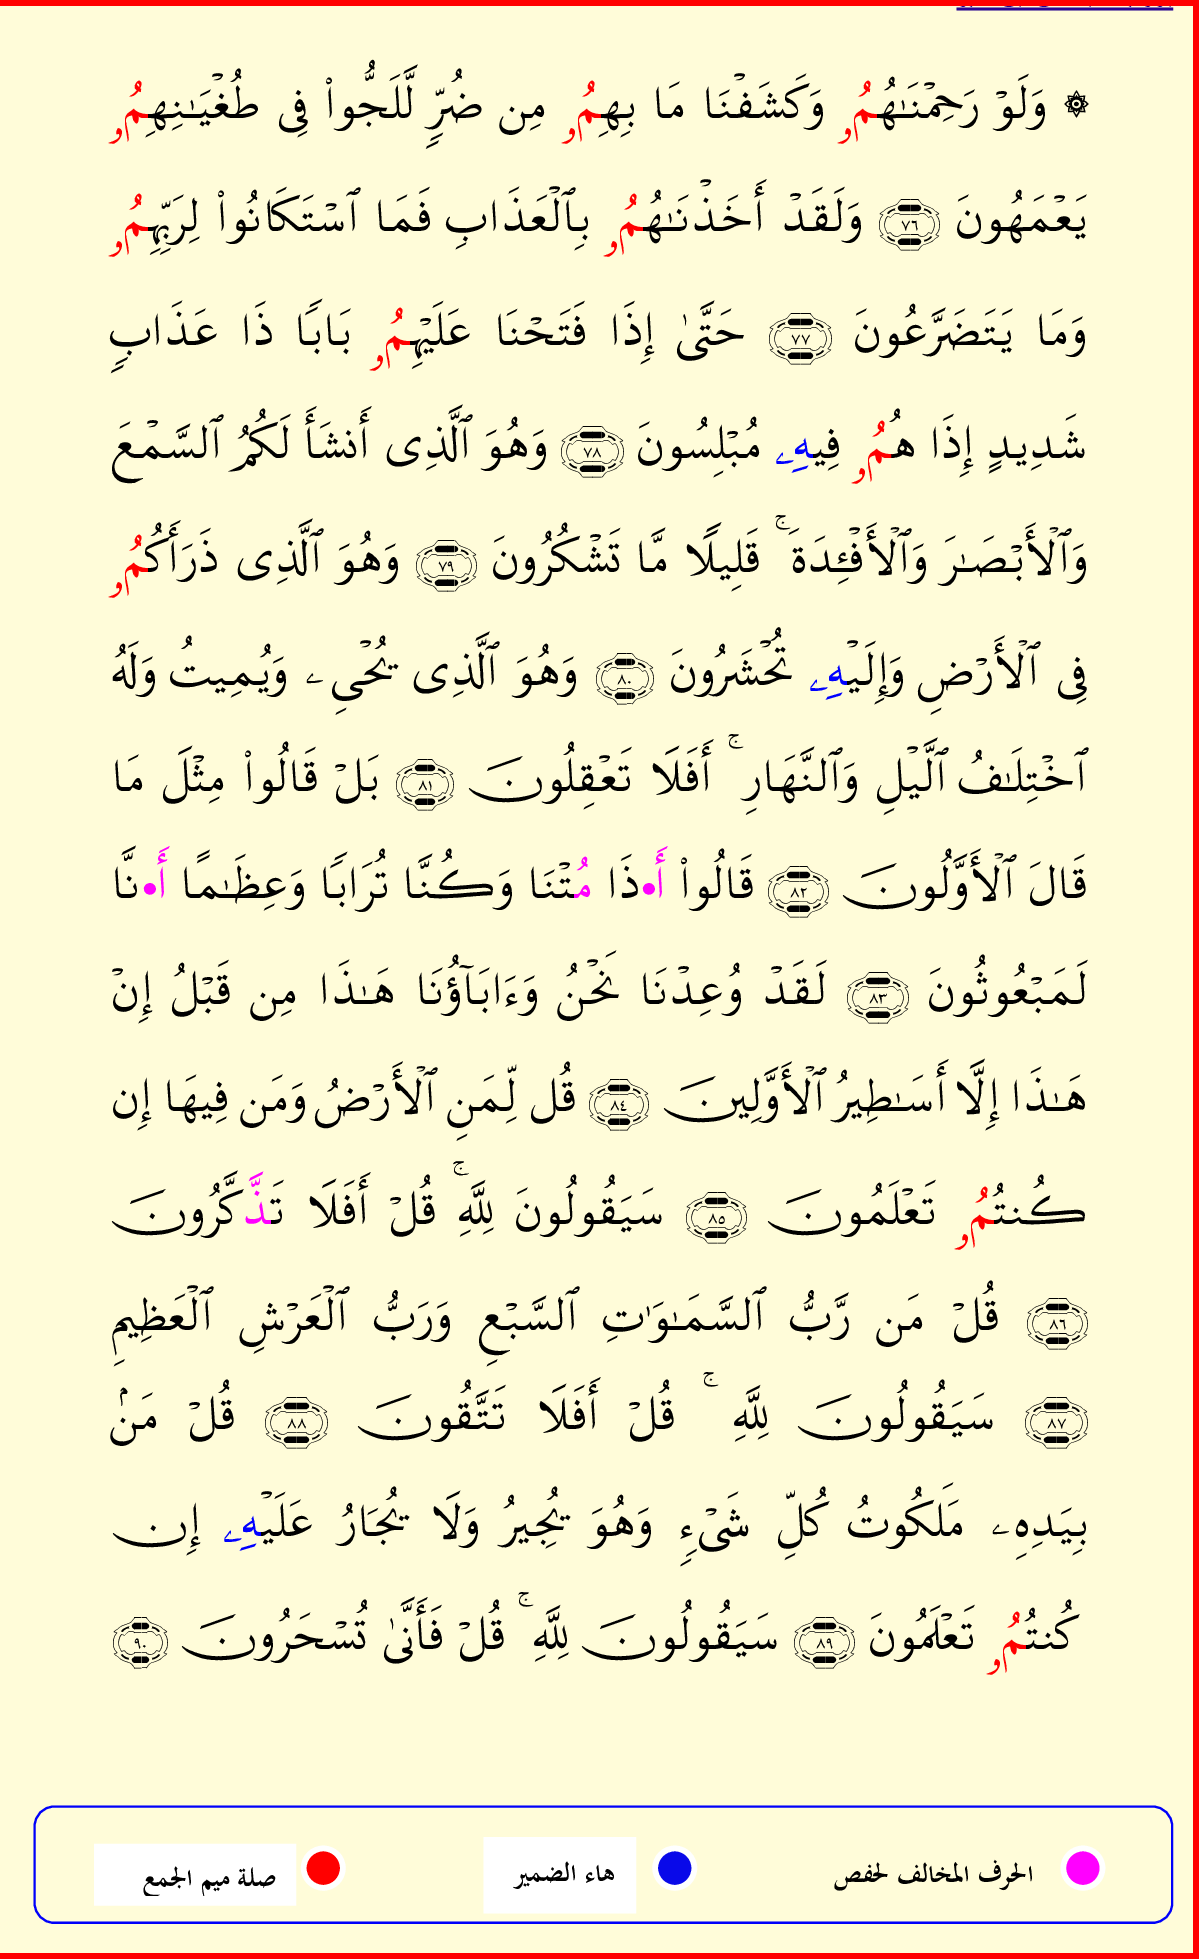 ۞ وَلَوۡ رَحِمۡنَٰهُمُۥ وَكَشَفۡنَا مَا بِهِمُۥ مِن ضُرّٖ لَّلَجُّواْ فِي طُغۡيَٰنِهِمُۥ
يَعۡمَهُونَ ٧٦ وَلَقَدۡ أَخَذۡنَٰهُمُۥ بِٱلۡعَذَابِ فَمَا ٱسۡتَكَانُواْ لِرَبِّهِمُۥ
وَمَا يَتَضَرَّعُونَ ٧٧ حَتَّىٰ إِذَا فَتَحۡنَا عَلَيۡهِمُۥ بَابٗا ذَا عَذَابٖ
شَدِيدٍ إِذَا هُمُۥ فِيهِۦ مُبۡلِسُونَ ٧٨ وَهُوَ ٱلَّذِي أَنشَأَ لَكُمُ ٱلسَّمۡعَ
وَٱلۡأَبۡصَٰرَ وَٱلۡأَفۡـِٔدَةَۚ قَلِيلٗا مَّا تَشۡكُرُونَ ٧٩ وَهُوَ ٱلَّذِي ذَرَأَكُمُۥ
فِي ٱلۡأَرۡضِ وَإِلَيۡهِۦ تُحۡشَرُونَ ٨٠ وَهُوَ ٱلَّذِي يُحۡيِۦ وَيُمِيتُ وَلَهُ
ٱخۡتِلَٰفُ ٱلَّيۡلِ وَٱلنَّهَارِۚ أَفَلَا تَعۡقِلُونَ ٨١ بَلۡ قَالُواْ مِثۡلَ مَا
قَالَ ٱلۡأَوَّلُونَ ٨٢ قَالُواْ أَ•ذَا مُتۡنَا وَكُنَّا تُرَابٗا وَعِظَٰمًا أَ•نَّا
لَمَبۡعُوثُونَ ٨٣ لَقَدۡ وُعِدۡنَا نَحۡنُ وَءَابَآؤُنَا هَٰذَا مِن قَبۡلُ إِنۡ
هَٰذَا إِلَّا أَسَٰطِيرُ ٱلۡأَوَّلِينَ ٨٤ قُل لِّمَنِ ٱلۡأَرۡضُ وَمَن فِيهَا إِن
كُنتُمُۥ تَعۡلَمُونَ ٨٥ سَيَقُولُونَ لِلَّهِۚ قُلۡ أَفَلَا تَذَّكَّرُونَ
٨٦ قُلۡ مَن رَّبُّ ٱلسَّمَٰوَٰتِ ٱلسَّبۡعِ وَرَبُّ ٱلۡعَرۡشِ ٱلۡعَظِيمِ
٨٧ سَيَقُولُونَ لِلَّهِۚ قُلۡ أَفَلَا تَتَّقُونَ ٨٨ قُلۡ مَنۢ
بِيَدِهِۦ مَلَكُوتُ كُلِّ شَيۡءٖ وَهُوَ يُجِيرُ وَلَا يُجَارُ عَلَيۡهِۦ إِن
كُنتُمُۥ تَعۡلَمُونَ ٨٩ سَيَقُولُونَ لِلَّهِۚ قُلۡ فَأَنَّىٰ تُسۡحَرُونَ ٩٠
الحرف المخالف لحفص هاء الضمير صلة ميم الجمع